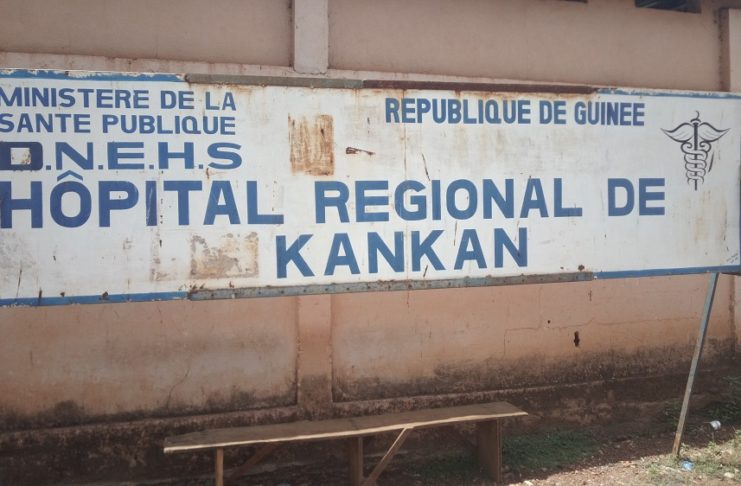 MINISTERE DE LA
SANTE PUBLIQUE
D.N.E.H.S
REPUBLIQUE DE GUINEE
HÔPITAL REGIONAL DE
KANKAN